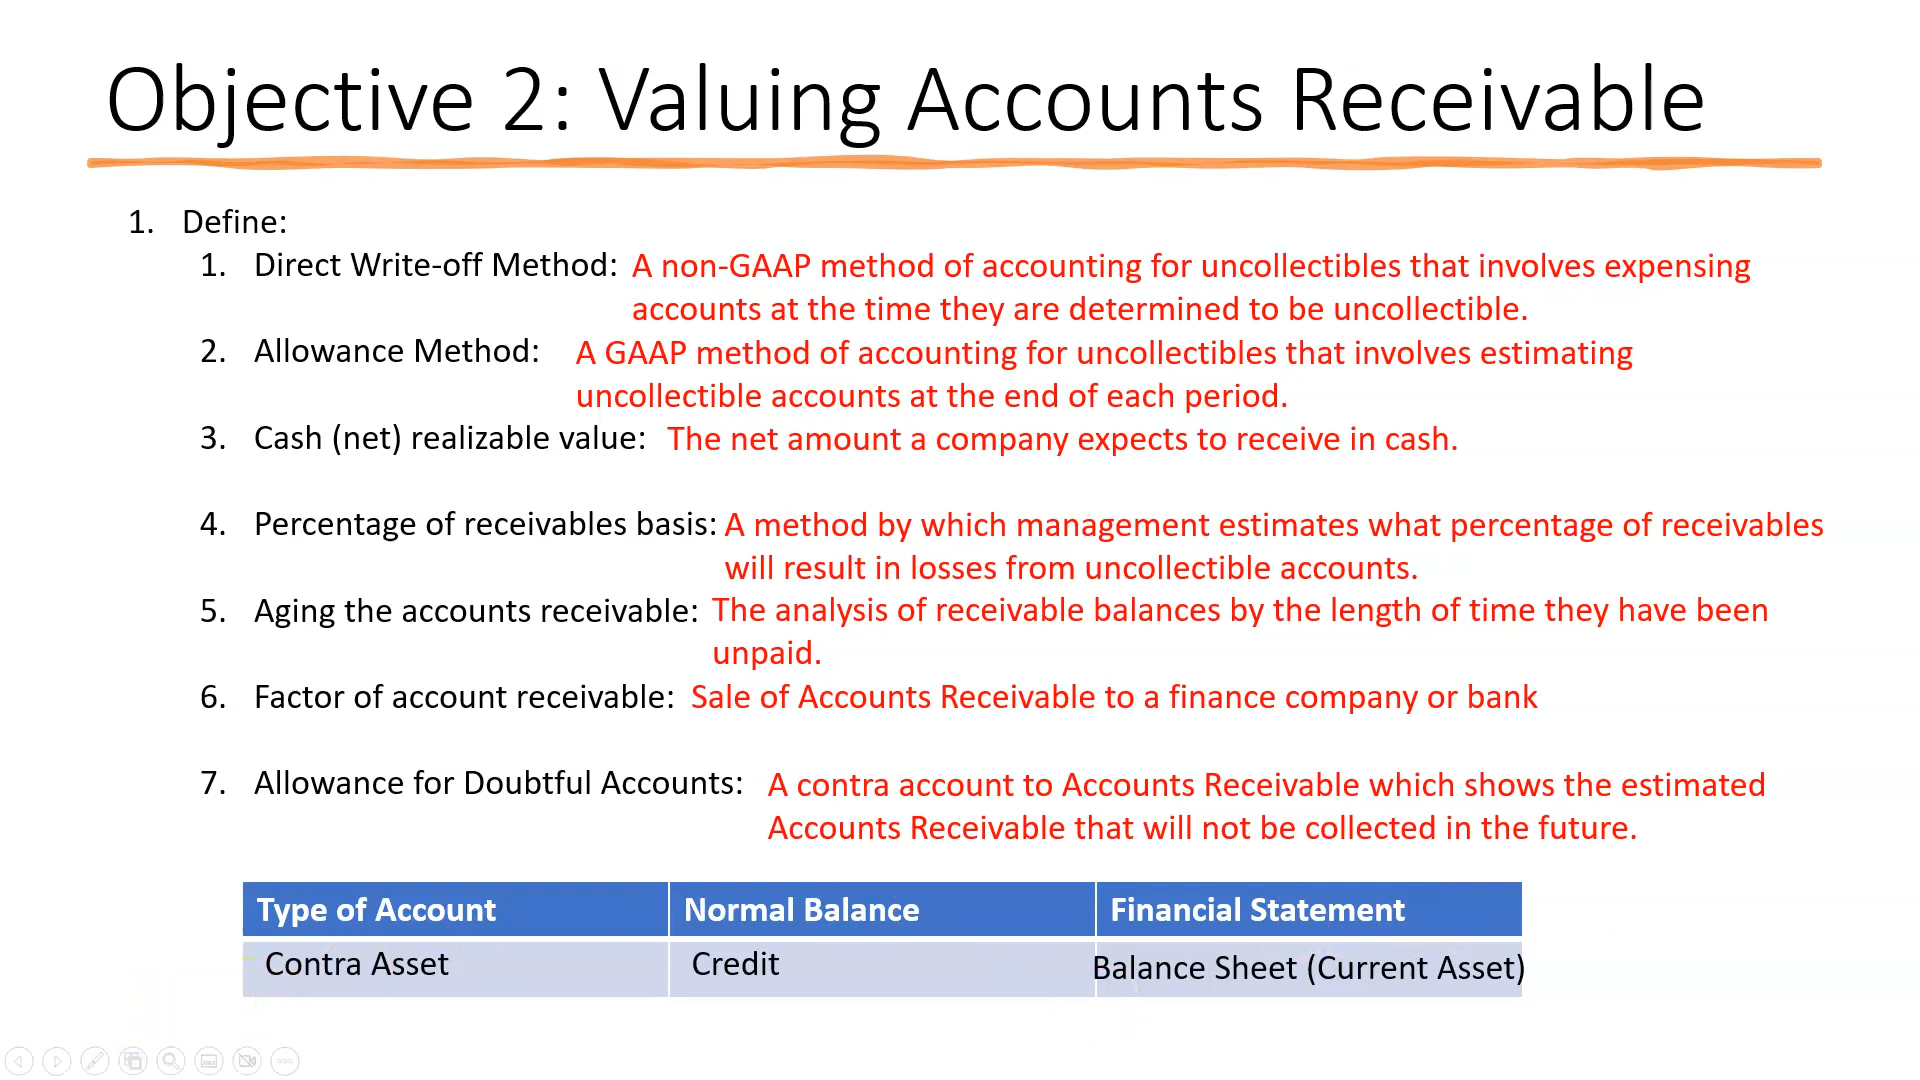 Objective 2: Valuing Accounts Receivable
1. Define:
1. Direct Write-off Method: A non-GAAP method of accounting for uncollectibles that involves expensing
accounts at the time they are determined to be uncollectible.
2. Allowance Method: A GAAP method of accounting for uncollectibles that involves estimating
uncollectible accounts at the end of each period.
3. Cash (net) realizable value: The net amount a company expects to receive in cash.
4. Percentage of receivables basis: A method by which management estimates what percentage of receivables
will result in losses from uncollectible accounts.
5. Aging the accounts receivable: The analysis of receivable balances by the length of time they have been
unpaid.
6. Factor of account receivable: Sale of Accounts Receivable to a finance company or bank
7. Allowance for Doubtful Accounts: A contra account to Accounts Receivable which shows the estimated
Accounts Receivable that will not be collected in the future.
Type of Account Normal Balance Financial Statement
Contra Asset Credit Balance Sheet (Current Asset)